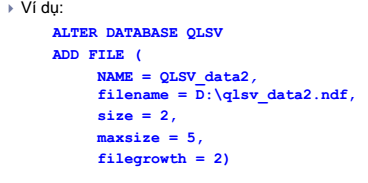 Ví dụ:
ALTER DATABASE QLSV
ADD FILE (
NAME = QLSV_data2,
filename = D:\qlsv_data2.ndf,
size = 2,
maxsize = 5,
filegrowth = 2)